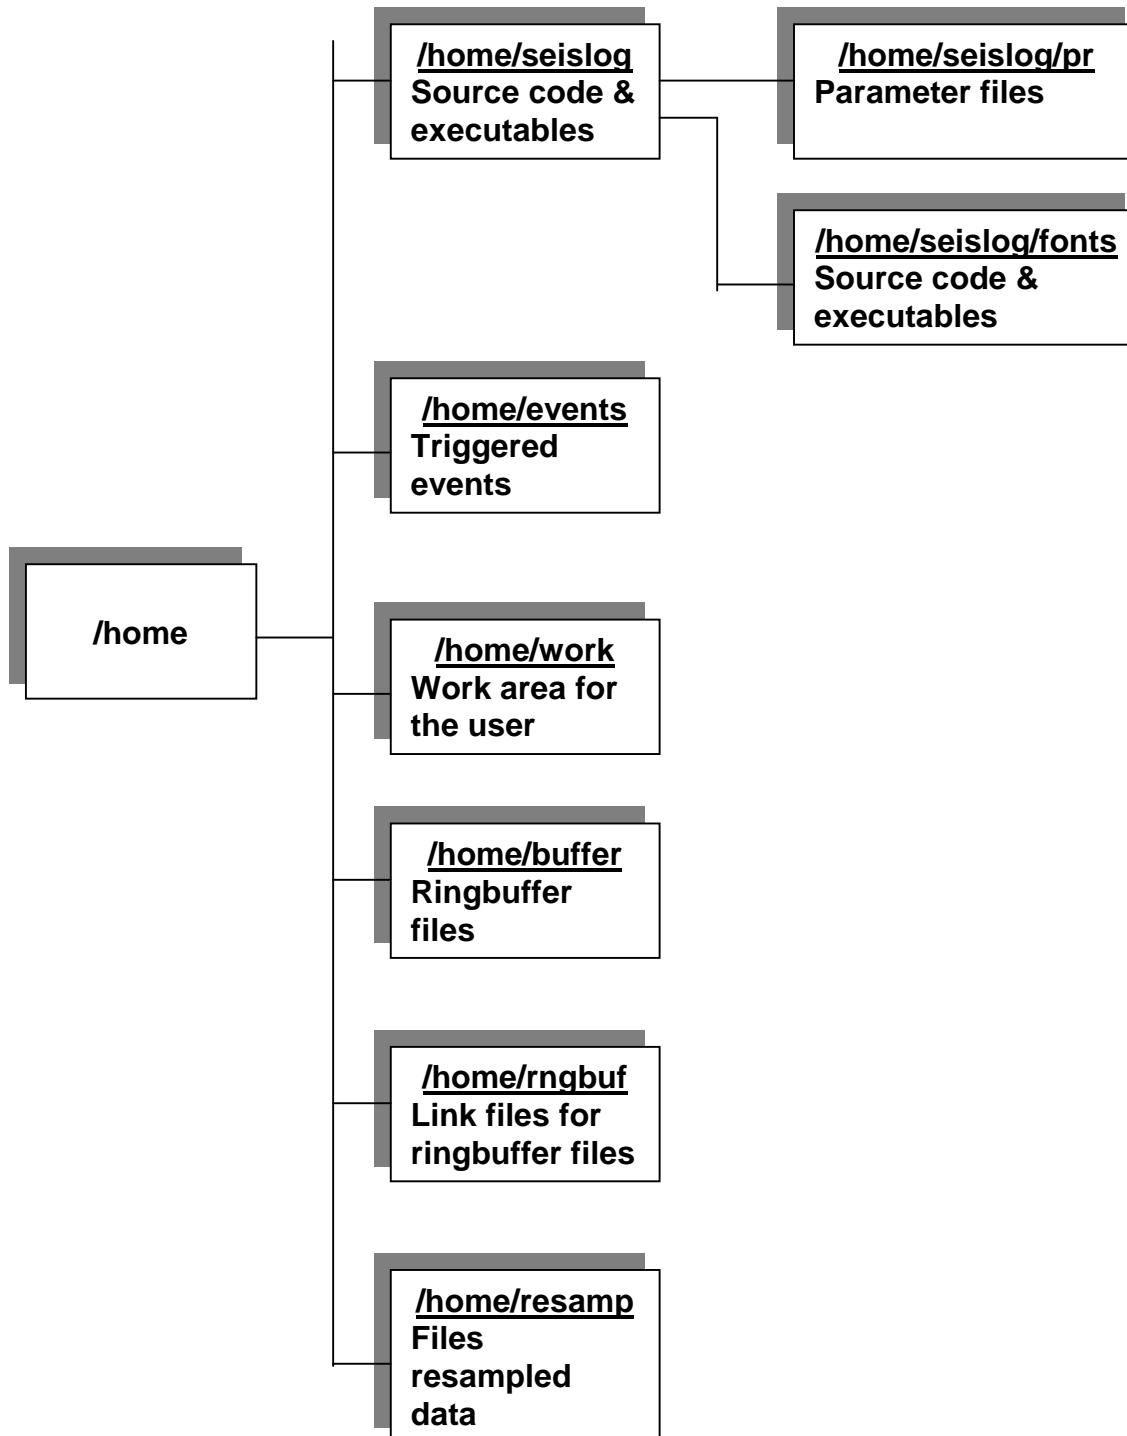 /home/seislog
Source code &
executables
/home/seislog/pr
Parameter files
/home/seislog/fonts
Source code &
executables
/home/events
Triggered
events
/home
/home/work
Work area for
the user
/home/buffer
Ringbuffer
files
/home/rngbuf
Link files for
ringbuffer files
/home/resamp
Files
resampled
data